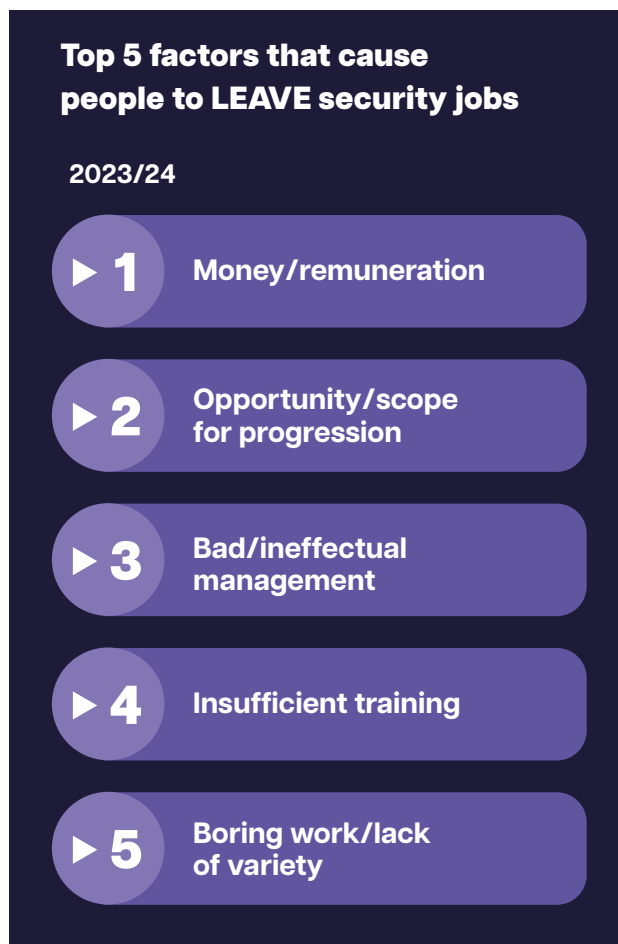 Top 5 factors that cause
people to LEAVE security jobs
2023/24
1
Money/remuneration
2
Opportunity/scope
for progression
3
Bad/ineffectual
management
4
Insufficient training
5
Boring work/lack
of variety